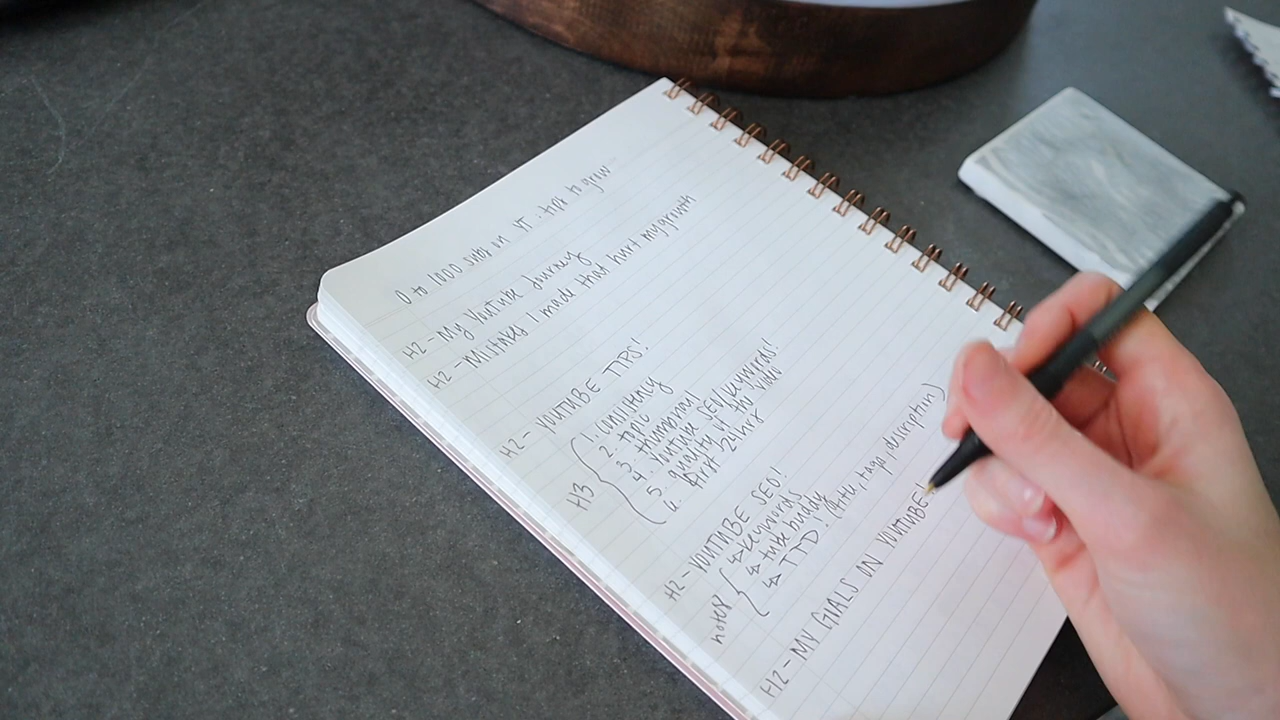 0 to 1000 subs on YT : tips to grow
H2 - My Youtube Journey
H2 - Mistakes I made that hurt my growth
H2 - YOUTUBE TIPS!
H3 { 1. consistency
2. topic
3. thumbnail
4. Youtube SEO/keywords!
5. quality of the video
6. first 24hrs
H2 - YOUTUBE SEO!
notes { ↳ keywords
↳ tube buddy
↳ TTD! (title, tags, description)
H2 - MY GOALS ON YOUTUBE!